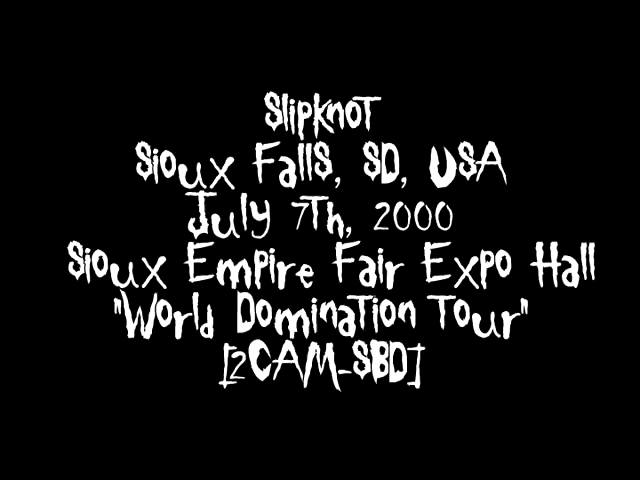 Slipknot
Sioux Falls, SD, USA
July 7th, 2000
Sioux Empire Fair Expo Hall
"World Domination Tour"
[2CAM-SBD]